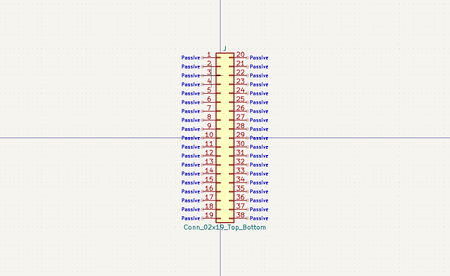 J
Passive 1 20 Passive
Passive 2 21 Passive
Passive 3 22 Passive
Passive 4 23 Passive
Passive 5 24 Passive
Passive 6 25 Passive
Passive 7 26 Passive
Passive 8 27 Passive
Passive 9 28 Passive
Passive 10 29 Passive
Passive 11 30 Passive
Passive 12 31 Passive
Passive 13 32 Passive
Passive 14 33 Passive
Passive 15 34 Passive
Passive 16 35 Passive
Passive 17 36 Passive
Passive 18 37 Passive
Passive 19 38 Passive
Conn_02x19_Top_Bottom